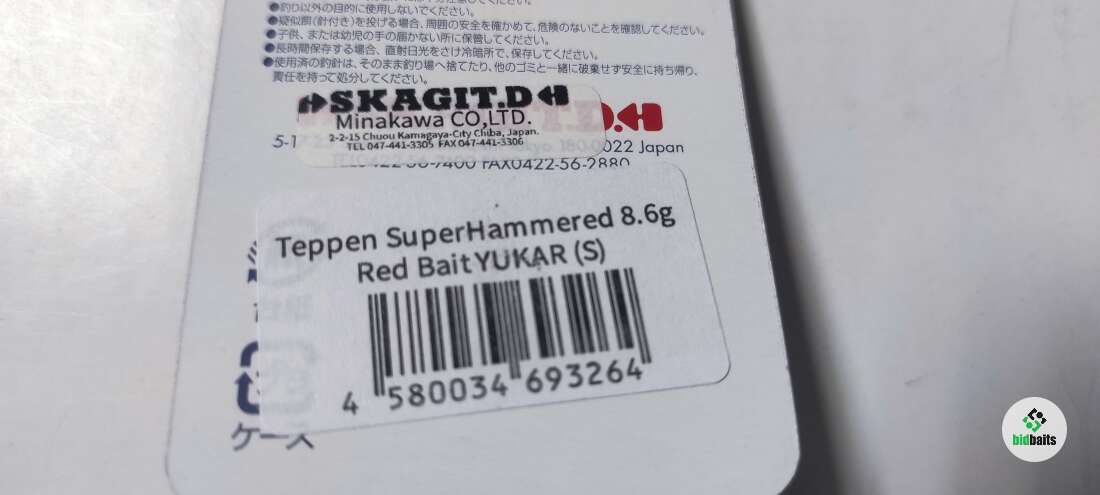 ●釣り以外の目的に使用しないでください。
●疑似餌(針付き)を投げる場合、周囲の安全を確かめて、危険のないことを確認してください。
●子供、または幼児の手の届かない所に保管してください。
●長時間保存する場合、直射日光をさけ冷暗所で、保存してください。
●使用済の釣針は、そのまま釣り場へ捨てたり、他のゴミと一緒に破棄せず安全に持ち帰り、
責任を持って処分してください。
SKAGIT.D
Minakawa CO,LTD.
2-2-15 Chuou Kamagaya-City Chiba, Japan.
TEL 047-441-3305 FAX 047-441-3306
5-1
022 Japan
FAX0422-56-2880
Teppen SuperHammered 8.6g
Red Bait YUKAR (S)
4 580034 693264
ケース
bidbaits